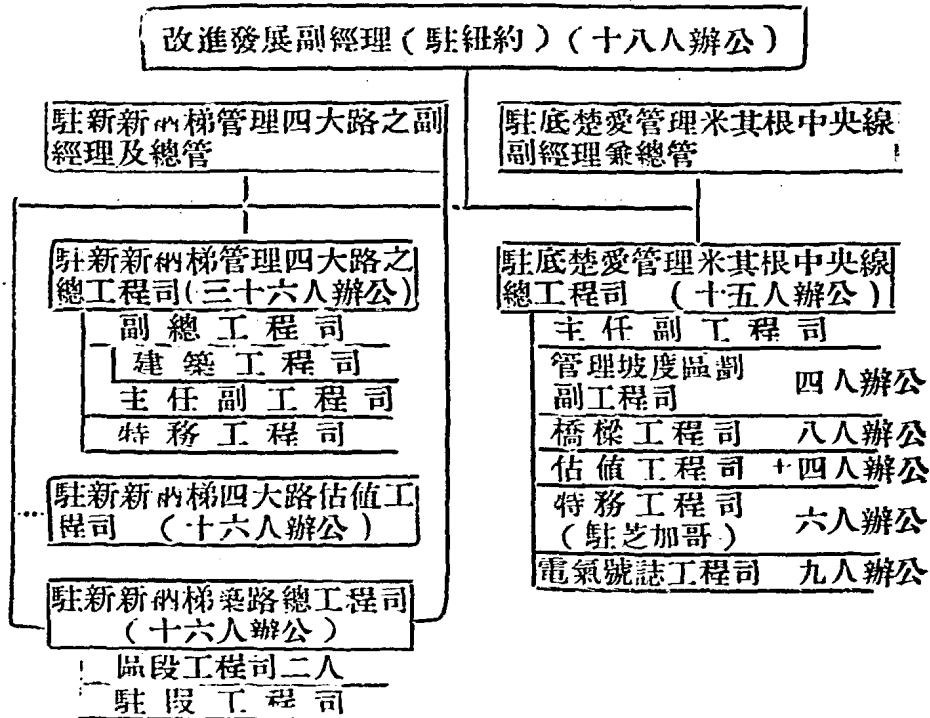 改進發展副經理(駐紐約)(十八人辦公)
駐新新納梯管理四大路之副
經理及總管
駐新新納梯管理四大路之
總工程司(三十六人辦公)
副總工程司
建築工程司
主任副工程司
特務工程司
駐新新納梯四大路估值工
程司 (十六人辦公)
駐新新納梯築路總工程司
(十六人辦公)
區段工程司二人
駐段工程司
駐底楚愛管理米其根中央線
副經理兼總管
駐底楚愛管理米其根中央線
總工程司 (十五人辦公)
主任副工程司
管理坡度區劃
副工程司 四人辦公
橋樑工程司 八人辦公
估值工程司 十四人辦公
特務工程司
(駐芝加哥) 六人辦公
電氣號誌工程司 九人辦公